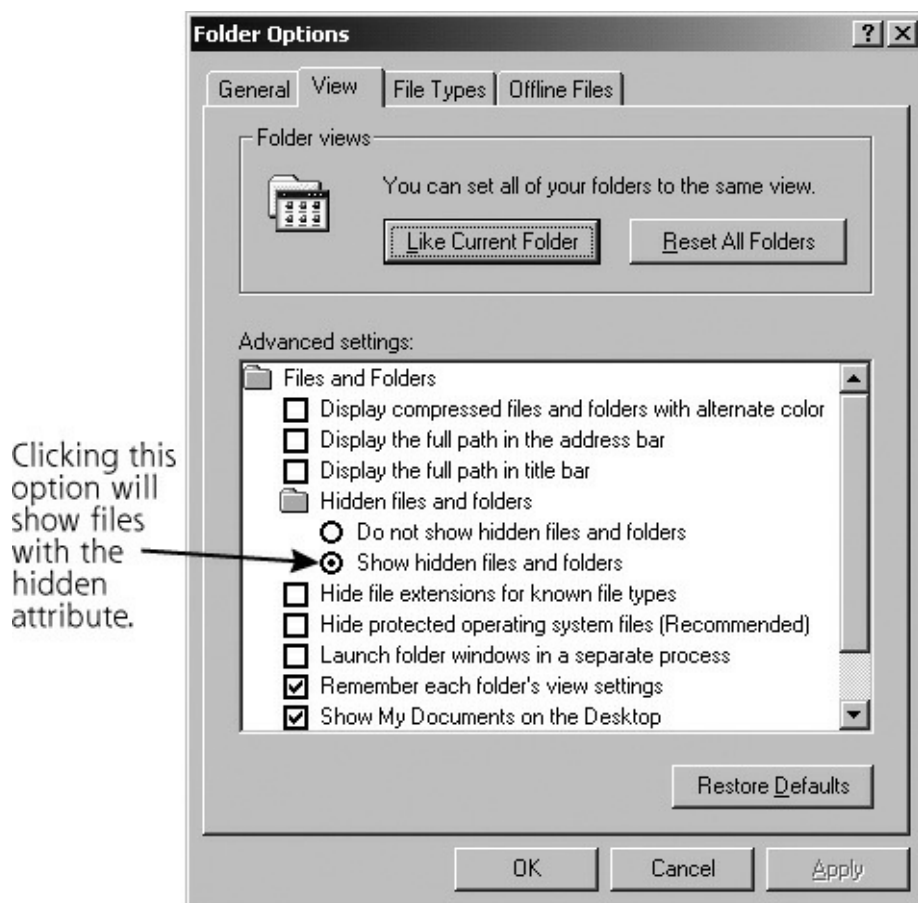 Folder Options
General View File Types Offline Files
Folder views
You can set all of your folders to the same view.
Like Current Folder Reset All Folders
Advanced settings:
Files and Folders
Display compressed files and folders with alternate color
Display the full path in the address bar
Display the full path in title bar
Hidden files and folders
Do not show hidden files and folders
Show hidden files and folders
Hide file extensions for known file types
Hide protected operating system files (Recommended)
Launch folder windows in a separate process
Remember each folder's view settings
Show My Documents on the Desktop
Restore Defaults
OK Cancel Apply
Clicking this
option will
show files
with the
hidden
attribute.